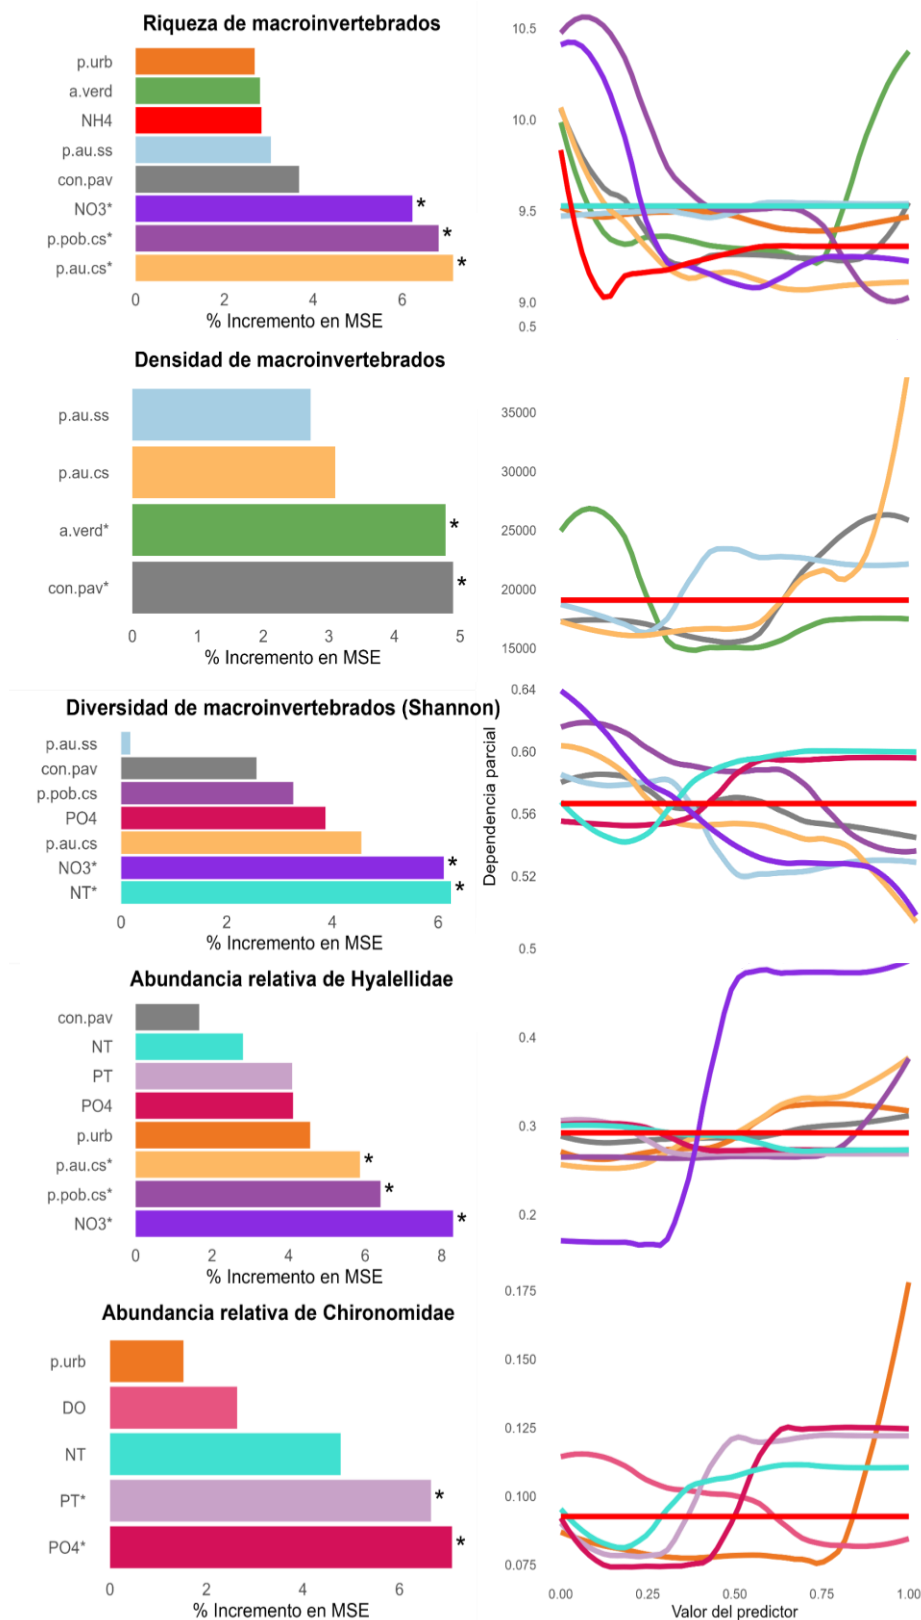 Riqueza de macroinvertebrados
p.urb
a.verd
NH4
p.au.ss
con.pav
NO3* *
p.pob.cs* *
p.au.cs* *
0 2 4 6
% Incremento en MSE
10.5
10.0
9.5
9.0
0.5
Densidad de macroinvertebrados
p.au.ss
p.au.cs
a.verd* *
con.pav* *
0 1 2 3 4 5
% Incremento en MSE
35000
30000
25000
20000
15000
Diversidad de macroinvertebrados (Shannon)
p.au.ss
con.pav
p.pob.cs
PO4
p.au.cs
NO3* *
NT* *
0 2 4 6
% Incremento en MSE
Dependencia parcial
0.64
0.60
0.56
0.52
0.5
Abundancia relativa de Hyalellidae
con.pav
NT
PT
PO4
p.urb
p.au.cs* *
p.pob.cs* *
NO3* *
0 2 4 6 8
% Incremento en MSE
0.4
0.3
0.2
Abundancia relativa de Chironomidae
p.urb
DO
NT
PT* *
PO4* *
0 2 4 6
% Incremento en MSE
0.175
0.150
0.125
0.100
0.075
0.00 0.25 0.50 0.75 1.00
Valor del predictor